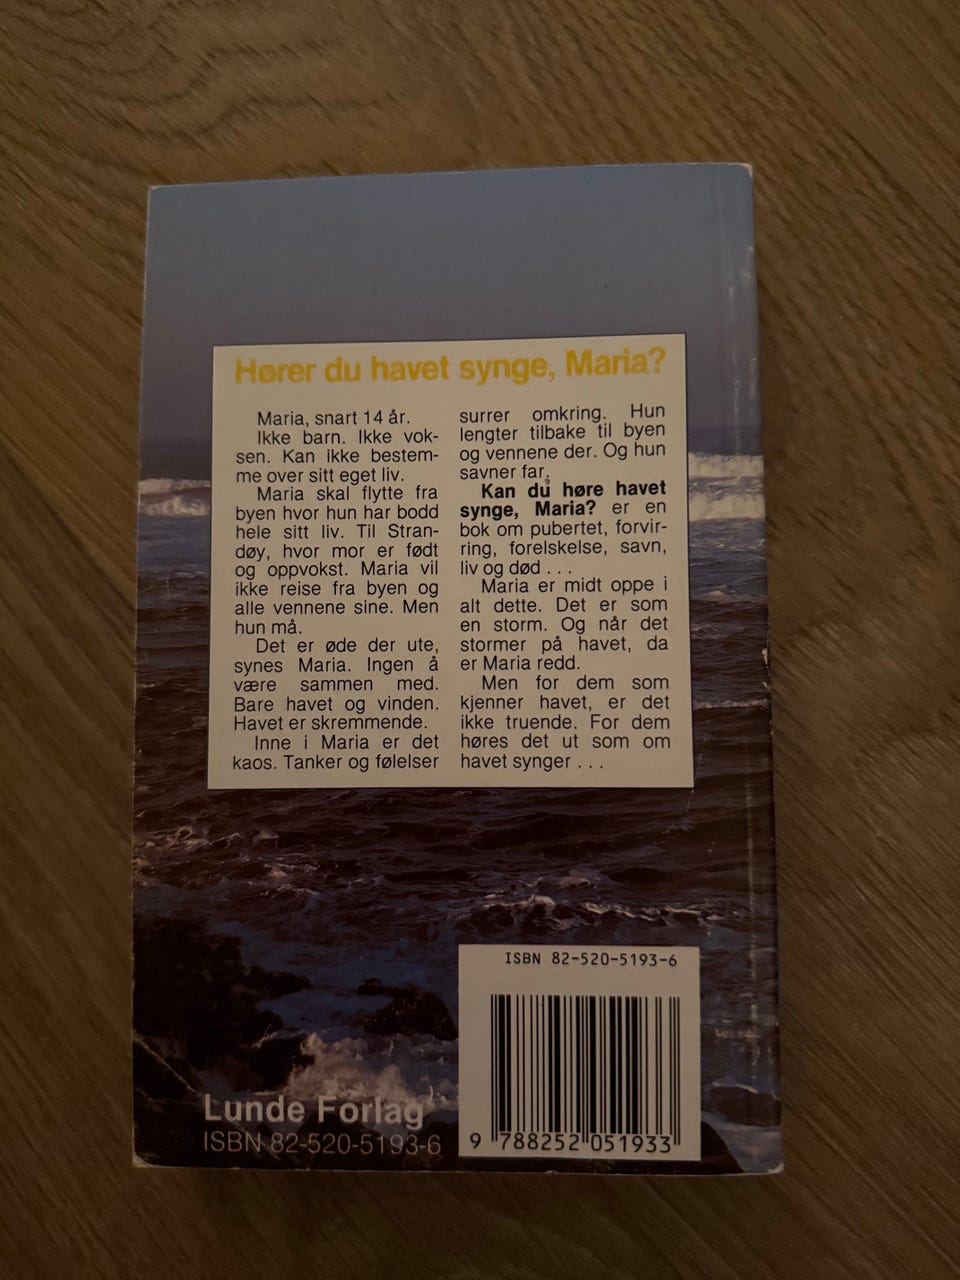 Hører du havet synge, Maria?
Maria, snart 14 år.
Ikke barn. Ikke vok-
sen. Kan ikke bestem-
me over sitt eget liv.
Maria skal flytte fra
byen hvor hun har bodd
hele sitt liv. Til Stran-
døy, hvor mor er født
og oppvokst. Maria vil
ikke reise fra byen og
alle vennene sine. Men
hun må.
Det er øde der ute,
synes Maria. Ingen å
være sammen med.
Bare havet og vinden.
Havet er skremmende.
Inne i Maria er det
kaos. Tanker og følelser
surrer omkring. Hun
lengter tilbake til byen
og vennene der. Og hun
savner far.
Kan du høre havet
synge, Maria? er en
bok om pubertet, forvir-
ring, forelskelse, savn,
liv og død . . .
Maria er midt oppe i
alt dette. Det er som
en storm. Og når det
stormer på havet, da
er Maria redd.
Men for dem som
kjenner havet, er det
ikke truende. For dem
høres det ut som om
havet synger . . .
ISBN 82-520-5193-6
9 788252 051933
Lunde Forlag
ISBN 82-520-5193-6